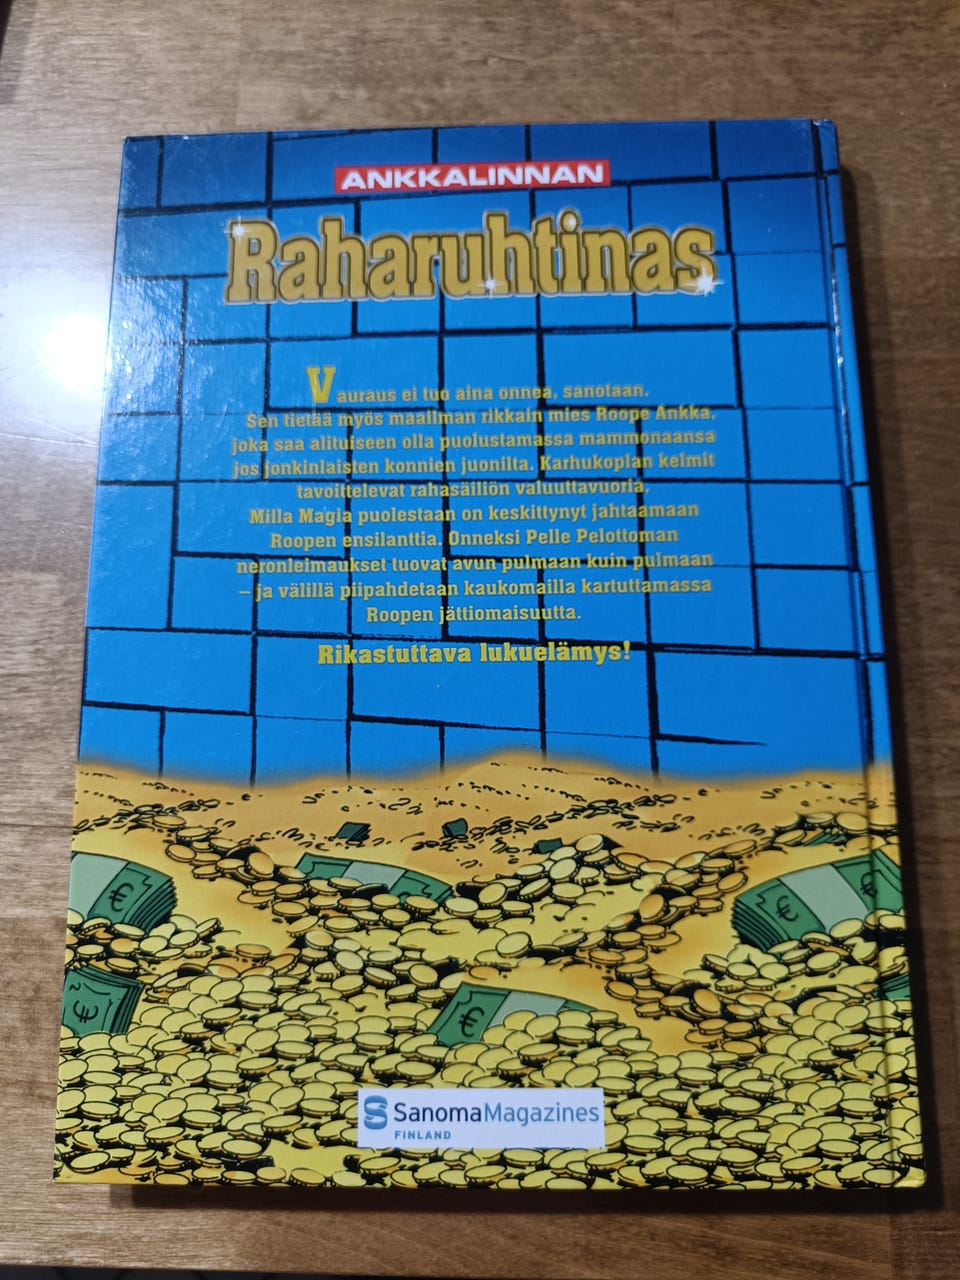 ANKKALINNAN
Raharuhtinas
Vauraus ei tuo aina onnea, sanotaan.
Sen tietää myös maailman rikkain mies Roope Ankka,
joka saa alituiseen olla puolustamassa mammonaansa
jos jonkinlaisten konnien juonilta. Karhukoplan kelmit
tavoittelevat rahasäiliön valuuttavuoria,
Milla Magia puolestaan on keskittynyt jahtaamaan
Roopen ensilanttia. Onneksi Pelle Pelottoman
neronleimaukset tuovat avun pulmaan kuin pulmaan
– ja välillä piipahdetaan kaukomailla kartuttamassa
Roopen jättiomaisuutta.
Rikastuttava lukuelämys!
€
€
€
€
SanomaMagazines
FINLAND